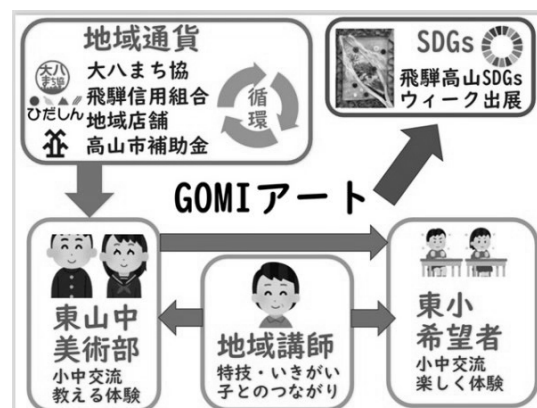 地域通貨
大八まち協
飛騨信用組合
地域店舗
高山市補助金
大八
まち協
ひだしん
循環
SDGs
飛騨高山SDGs
ウィーク出展
GOMIアート
東山中
美術部
小中交流
教える体験
地域講師
特技・いきがい
子とのつながり
東小
希望者
小中交流
楽しく体験